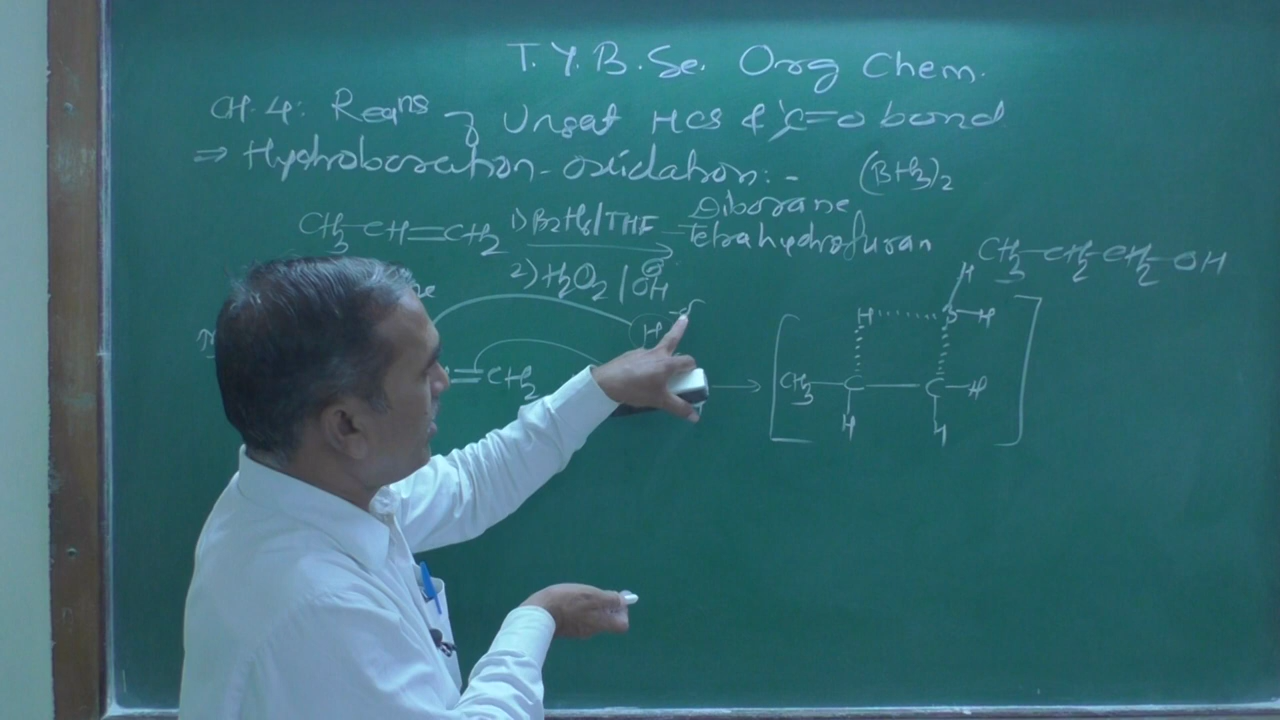 T.Y.B.Sc. Org Chem.
CH.4: Reans of Unsat HCs & C=O bond
⇒ Hydroboration-oxidation:-
(BH3)2
CH3-CH=CH2 1) B2H6/THF - Diborane
Tetrahydrofuran
2) H2O2/OH⊖
CH3-CH2-CH2-OH
H
H B-H
H δ-
=CH2
→ [CH3-C-C-H]
H H